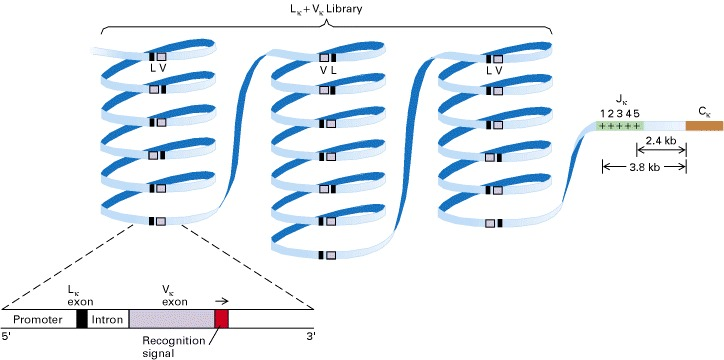 Lκ + Vκ Library
L V
V L
L V
Jκ
1 2 3 4 5
+ + + + +
Cκ
2.4 kb
3.8 kb
Lκ
exon
Vκ
exon
Promoter
Intron
5'
3'
Recognition
signal